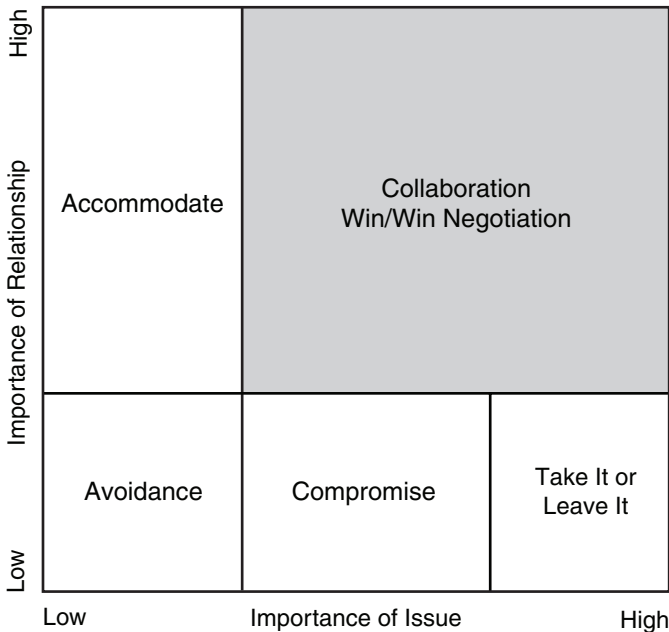 High
Importance of Relationship
Low
Accommodate
Collaboration
Win/Win Negotiation
Avoidance
Compromise
Take It or
Leave It
Low
Importance of Issue
High